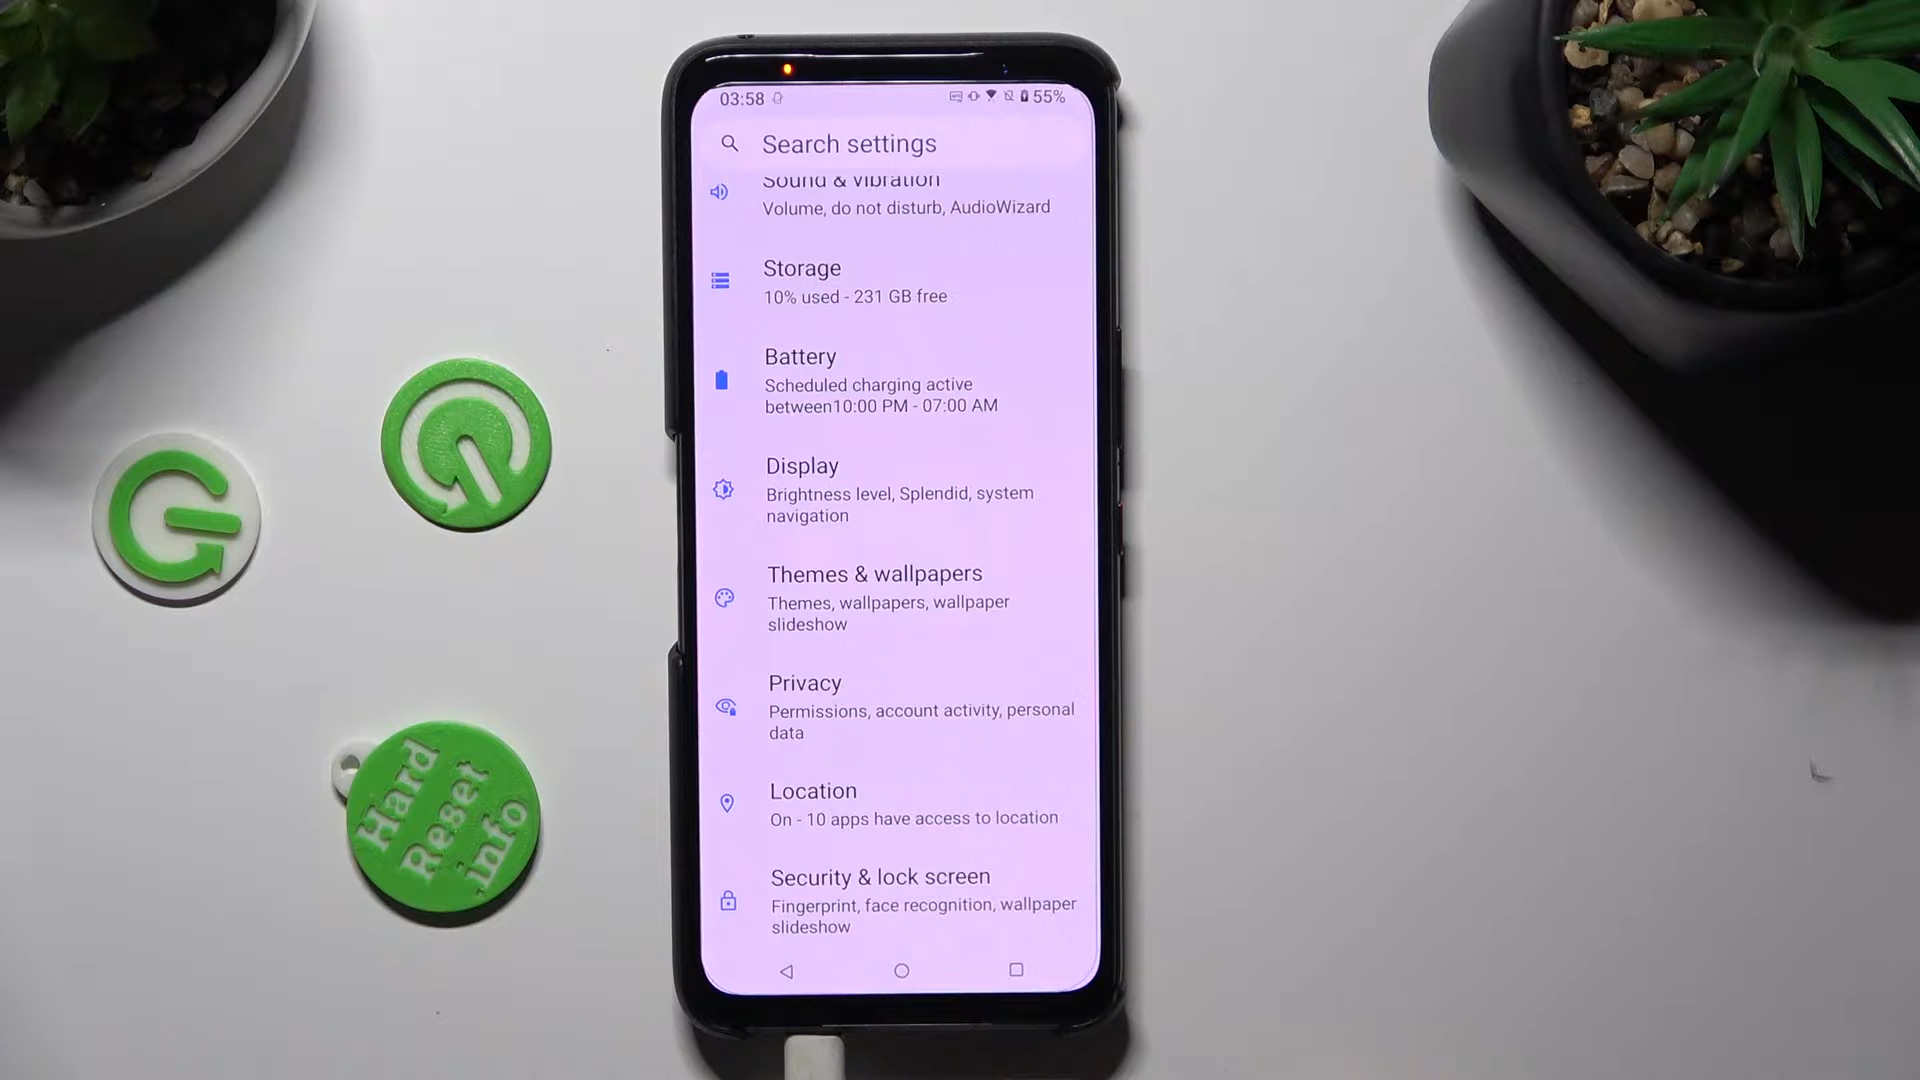 03:58
55%
Search settings
Sound & vibration
Volume, do not disturb, AudioWizard
Storage
10% used - 231 GB free
Battery
Scheduled charging active
between10:00 PM - 07:00 AM
Display
Brightness level, Splendid, system
navigation
Themes & wallpapers
Themes, wallpapers, wallpaper
slideshow
Privacy
Permissions, account activity, personal
data
Location
On - 10 apps have access to location
Security & lock screen
Fingerprint, face recognition, wallpaper
slideshow
Hard
Reset
.info